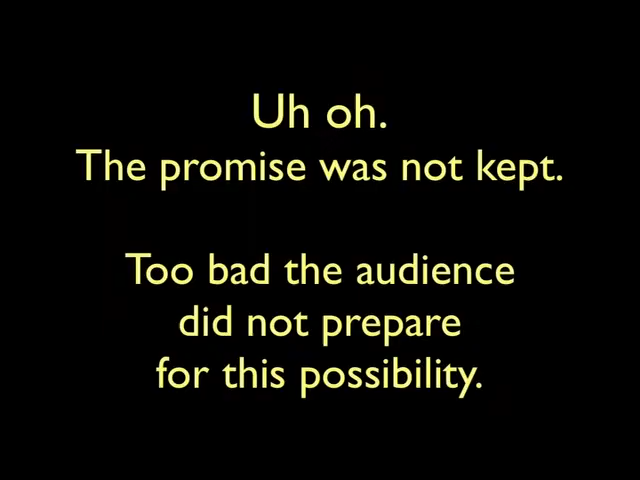 Uh oh.
The promise was not kept.
Too bad the audience
did not prepare
for this possibility.